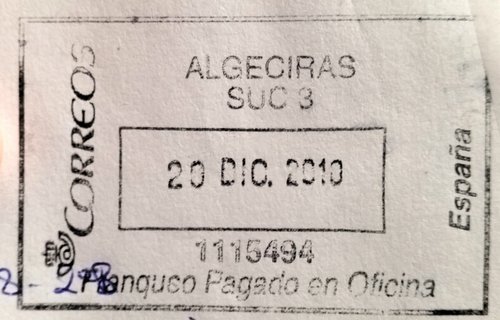 CORREOS
ALGECIRAS
SUC 3
20 DIC. 2010
1115494
Franqueo Pagado en Oficina
España